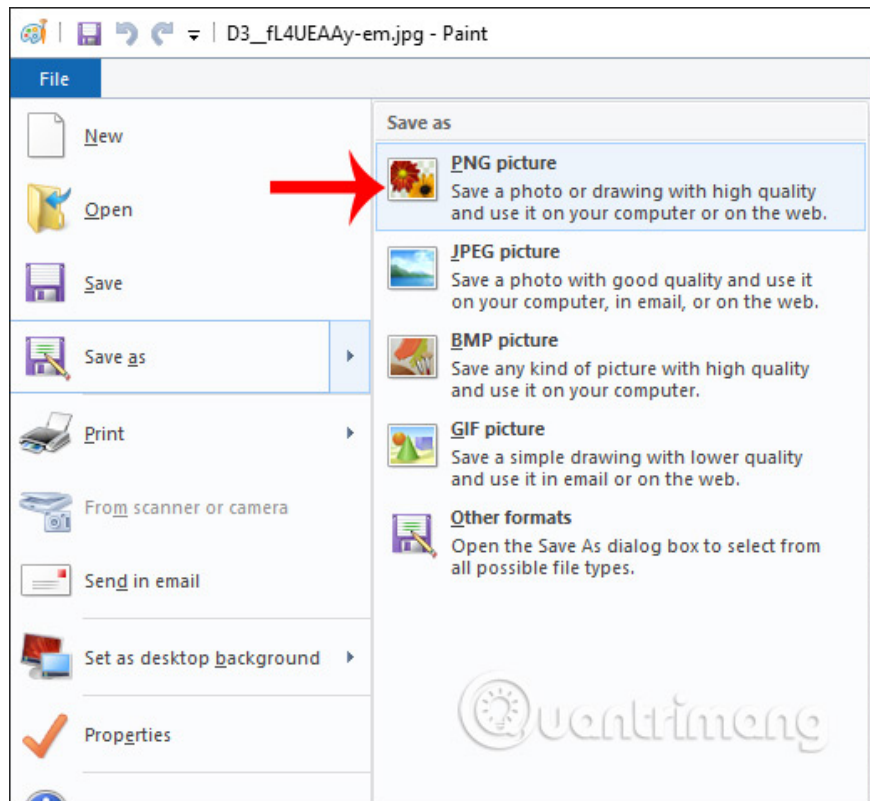 D3__fL4UEAAy-em.jpg - Paint
File
New
Open
Save
Save as
Print
From scanner or camera
Send in email
Set as desktop background
Properties
Save as
PNG picture
Save a photo or drawing with high quality
and use it on your computer or on the web.
JPEG picture
Save a photo with good quality and use it
on your computer, in email, or on the web.
BMP picture
Save any kind of picture with high quality
and use it on your computer.
GIF picture
Save a simple drawing with lower quality
and use it in email or on the web.
Other formats
Open the Save As dialog box to select from
all possible file types.
Quantrimang